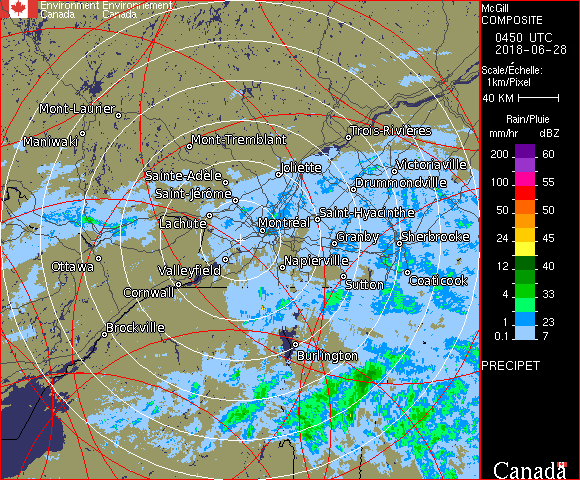 Environment Environnement
Canada Canada
McGill
COMPOSITE
0450 UTC
2018-06-28
Scale/Échelle:
1km/Pixel
40 KM
Rain/Pluie
mm/hr dBZ
200 60
100 55
50 50
24 45
12 40
4 33
1 23
0.1 7
PRECIPET
Canada
Mont-Laurier
Maniwaki
Mont-Tremblant
Trois-Rivières
Joliette
Victoriaville
Sainte-Adèle
Drummondville
Saint-Jérôme
Saint-Hyacinthe
Lachute
Montréal
Granby
Sherbrooke
Ottawa
Napierville
Valleyfield
Coaticook
Sutton
Cornwall
Brockville
Burlington